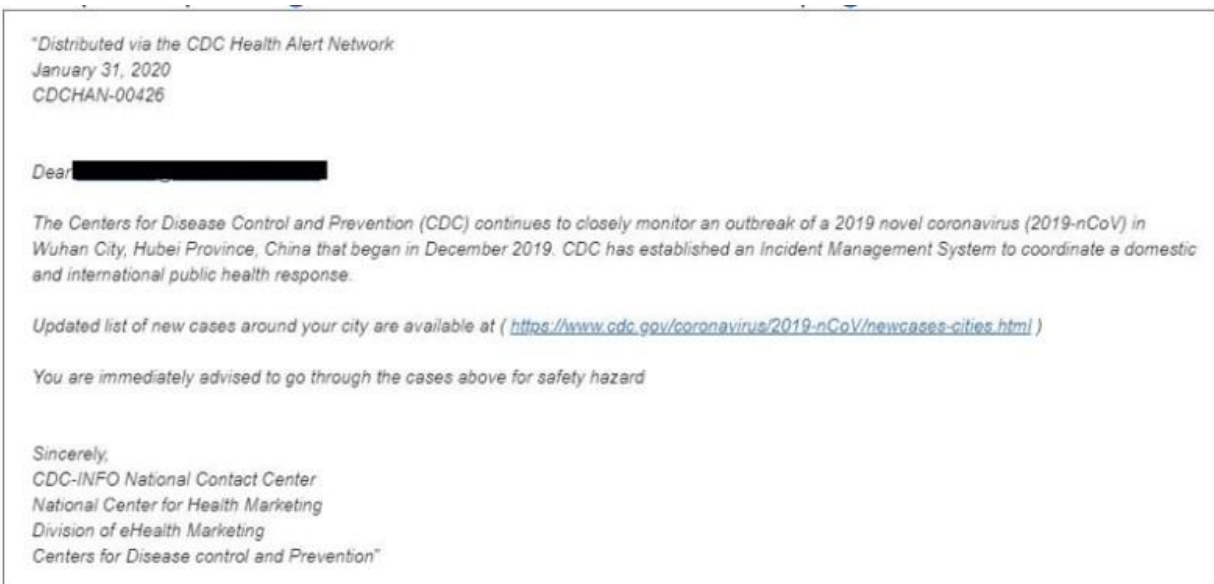 "Distributed via the CDC Health Alert Network
January 31, 2020
CDCHAN-00426
Dear
The Centers for Disease Control and Prevention (CDC) continues to closely monitor an outbreak of a 2019 novel coronavirus (2019-nCoV) in
Wuhan City, Hubei Province, China that began in December 2019. CDC has established an Incident Management System to coordinate a domestic
and international public health response.
Updated list of new cases around your city are available at ( https://www.cdc.gov/coronavirus/2019-nCoV/newcases-cities.html )
You are immediately advised to go through the cases above for safety hazard
Sincerely,
CDC-INFO National Contact Center
National Center for Health Marketing
Division of eHealth Marketing
Centers for Disease control and Prevention"